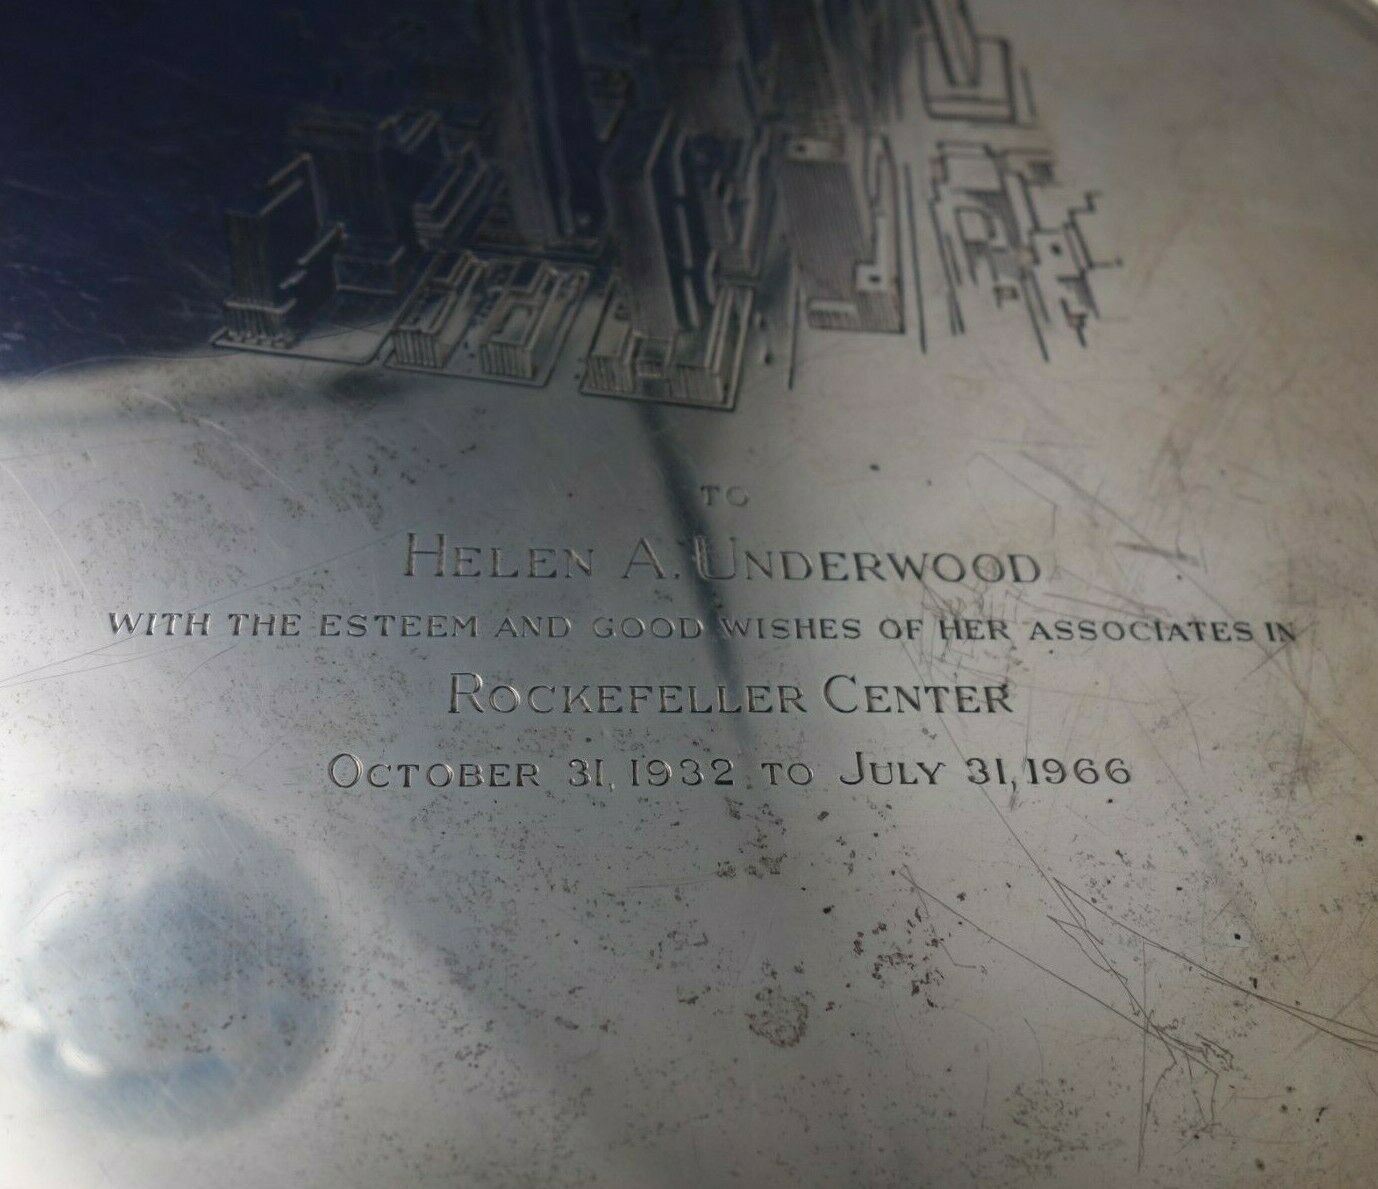 TO
HELEN A. UNDERWOOD
WITH THE ESTEEM AND GOOD WISHES OF HER ASSOCIATES IN
ROCKEFELLER CENTER
OCTOBER 31, 1932 TO JULY 31, 1966